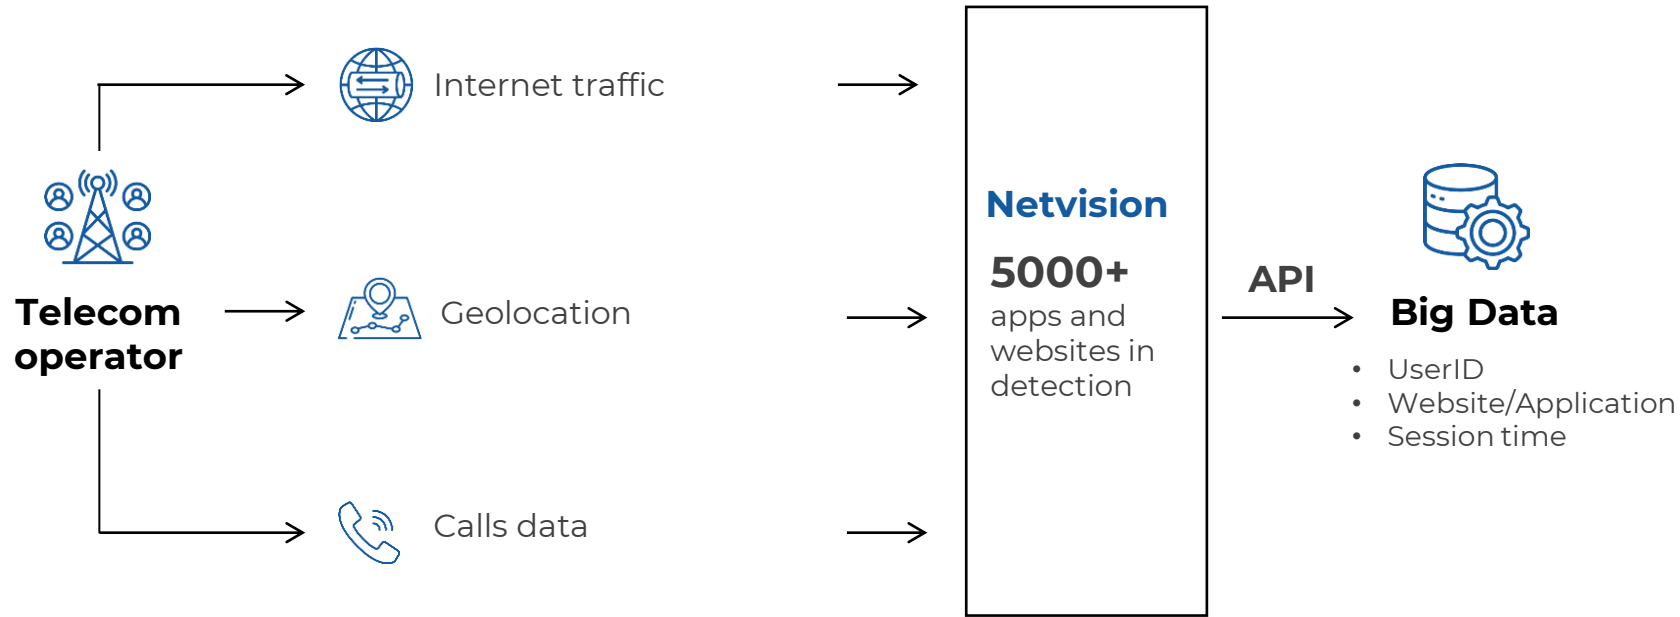 Internet traffic
Telecom
operator
Geolocation
Calls data
Netvision
5000+
apps and
websites in
detection
API
Big Data
• UserID
• Website/Application
• Session time